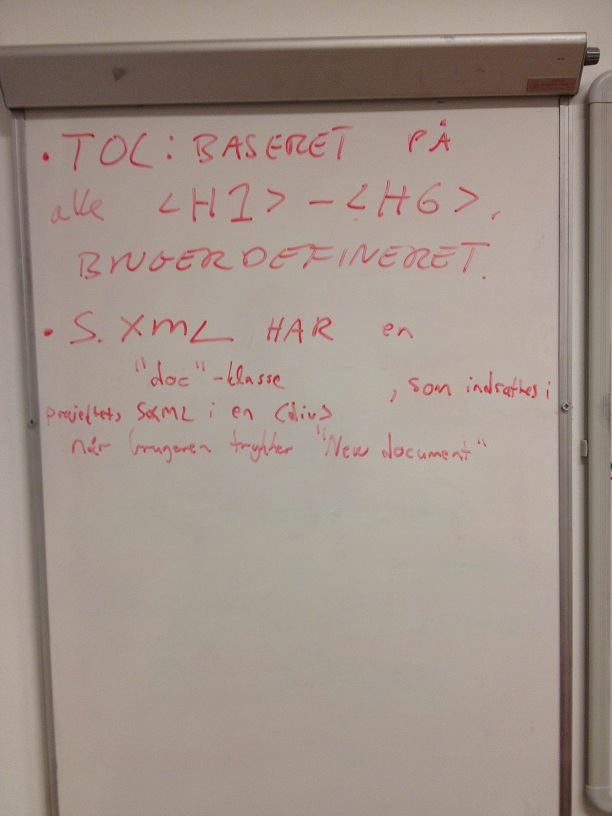 • TOC: BASERET PÅ
alle <H1> - <H6>,
BRUGERDEFINERET.
• S. XML HAR en
"doc"-klasse, som indsættes i
projektets SXML i en Canvas
når brugeren trykker "New document"